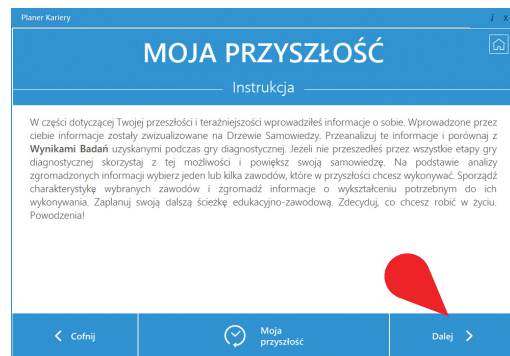 Planer Kariery i x
MOJA PRZYSZŁOŚĆ
Instrukcja
W części dotyczącej Twojej przeszłości i teraźniejszości wprowadziłeś informacje o sobie. Wprowadzone przez
ciebie informacje zostały zwizualizowane na Drzewie Samowiedzy. Przeanalizuj te informacje i porównaj z
Wynikami Badań uzyskanymi podczas gry diagnostycznej. Jeżeli nie przeszedłeś przez wszystkie etapy gry
diagnostycznej skorzystaj z tej możliwości i powiększ swoją samowiedzę. Na podstawie analizy
zgromadzonych informacji wybierz jeden lub kilka zawodów, które w przyszłości chcesz wykonywać. Sporządź
charakterystykę wybranych zawodów i zgromadź informacje o wykształceniu potrzebnym do ich
wykonywania. Zaplanuj swoją dalszą ścieżkę edukacyjno-zawodową. Zdecyduj, co chcesz robić w życiu.
Powodzenia!
Cofnij
Moja
przyszłość
Dalej